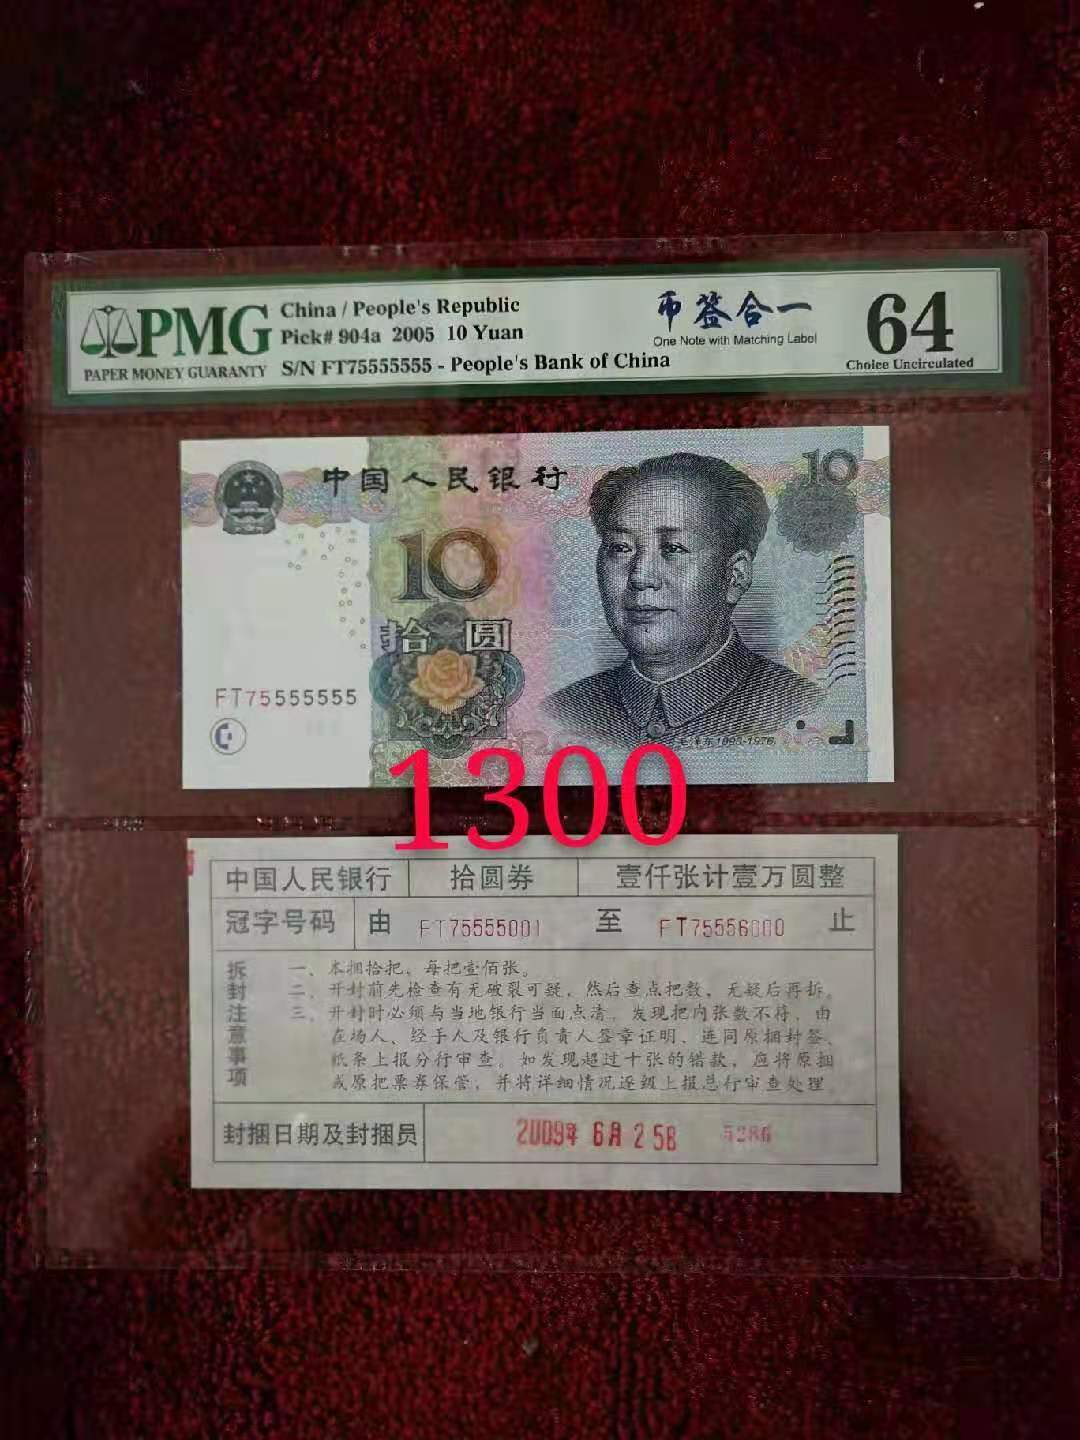 PMG
PAPER MONEY GUARANTY
China / People's Republic
Pick# 904a 2005 10 Yuan
S/N FT75555555 - People's Bank of China
币签合一
One Note with Matching Label
64
Choice Uncirculated
中国人民银行
10
10
拾圆
FT75555555
毛泽东1893-1976
1300
中国人民银行 拾圆券 壹仟张计壹万圆整
冠字号码 由 FT75555001 至 FT75556000 止
拆封注意事项
一、本捆拾把，每把壹佰张。
二、开封前先检查有无破裂可疑，然后查点把数，无疑后再拆。
三、开封时必须与当地银行当面点清，发现把内张数不符，由
在场人、经手人及银行负责人签章证明、连同原捆封签、
纸条上报分行审查。如发现超过十张的错款，应将原捆
或原把票券保管，并将详细情况逐级上报总行审查处理
封捆日期及封捆员 2009年 6月 25日 5286